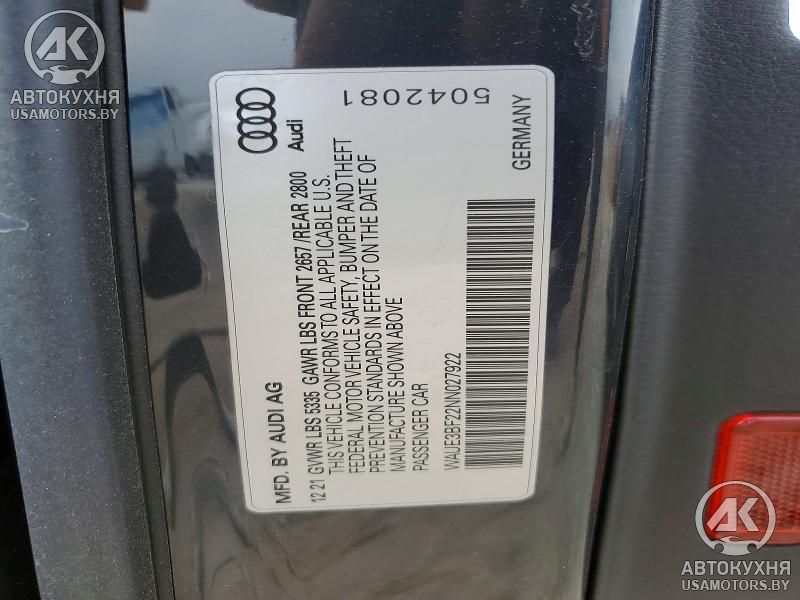 АК
АВТОКУХНЯ
USAMOTORS.BY
MFD. BY AUDI AG
Audi
5042081
12 21 GVWR LBS 5335 GAWR LBS FRONT 2657 /REAR 2800
THIS VEHICLE CONFORMS TO ALL APPLICABLE U.S.
FEDERAL MOTOR VEHICLE SAFETY, BUMPER AND THEFT
PREVENTION STANDARDS IN EFFECT ON THE DATE OF
MANUFACTURE SHOWN ABOVE
PASSENGER CAR
WAUE3BF22NN027922
GERMANY
АК
АВТОКУХНЯ
USAMOTORS.BY